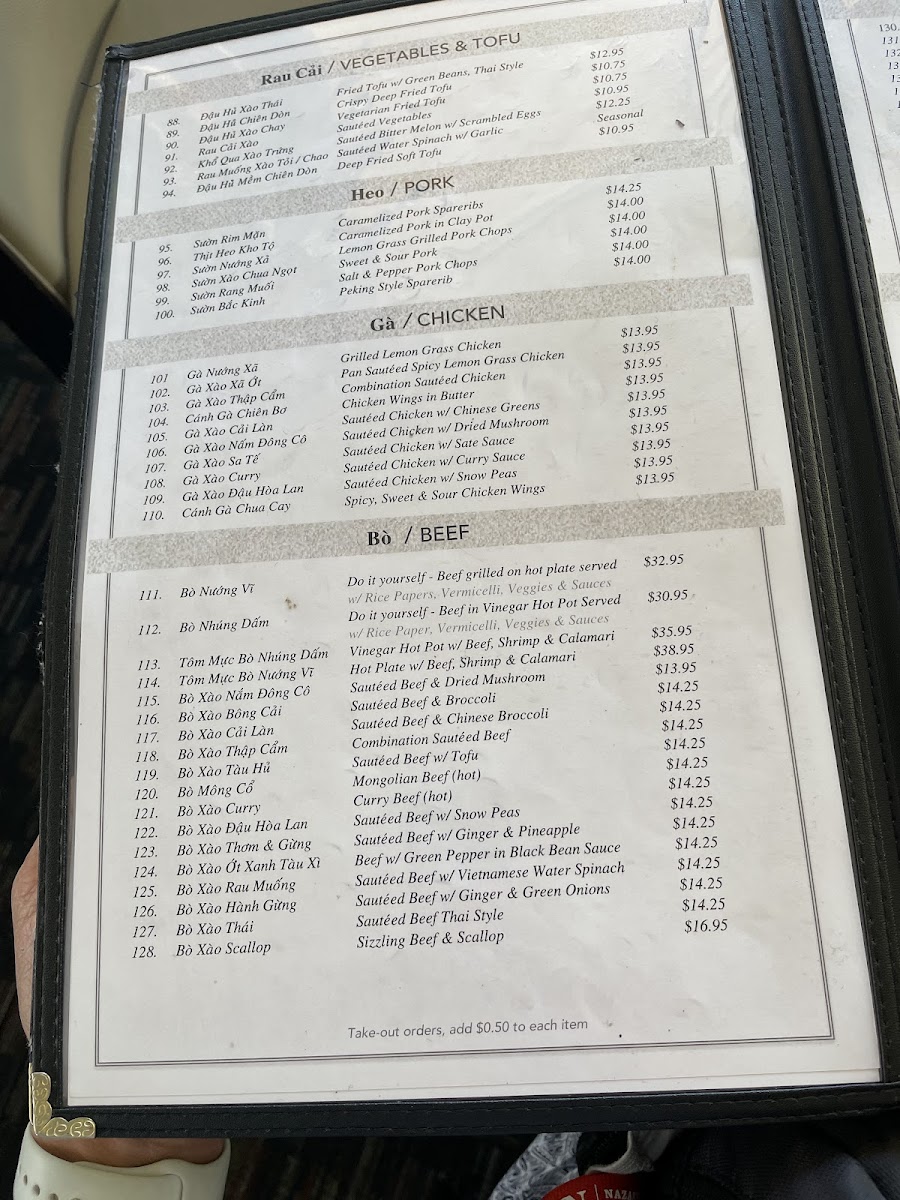 Rau Cải / VEGETABLES & TOFU
88. Đậu Hủ Xào Thái Fried Tofu w/ Green Beans, Thai Style $12.95
89. Đậu Hủ Chiên Dòn Crispy Deep Fried Tofu $10.75
90. Đậu Hủ Xào Chay Vegetarian Fried Tofu $10.75
91. Rau Cải Xào Sautéed Vegetables $10.95
92. Khổ Qua Xào Trứng Sautéed Bitter Melon w/ Scrambled Eggs $12.25
93. Rau Muống Xào Tỏi / Chao Sautéed Water Spinach w/ Garlic Seasonal
94. Đậu Hủ Mềm Chiên Dòn Deep Fried Soft Tofu $10.95
Heo / PORK
95. Sườn Rim Mặn Caramelized Pork Spareribs $14.25
96. Thịt Heo Kho Tộ Caramelized Pork in Clay Pot $14.00
97. Sườn Nướng Xả Lemon Grass Grilled Pork Chops $14.00
98. Sườn Xào Chua Ngọt Sweet & Sour Pork $14.00
99. Sườn Rang Muối Salt & Pepper Pork Chops $14.00
100. Sườn Bắc Kinh Peking Style Sparerib $14.00
Gà / CHICKEN
101 Gà Nướng Xã Grilled Lemon Grass Chicken $13.95
102. Gà Xào Xã Ớt Pan Sautéed Spicy Lemon Grass Chicken $13.95
103. Gà Xào Thập Cẩm Combination Sautéed Chicken $13.95
104. Cánh Gà Chiên Bơ Chicken Wings in Butter $13.95
105. Gà Xào Cải Làn Sautéed Chicken w/ Chinese Greens $13.95
106. Gà Xào Nấm Đông Cô Sautéed Chicken w/ Dried Mushroom $13.95
107. Gà Xào Sa Tế Sautéed Chicken w/ Sate Sauce $13.95
108. Gà Xào Curry Sautéed Chicken w/ Curry Sauce $13.95
109. Gà Xào Đậu Hòa Lan Sautéed Chicken w/ Snow Peas $13.95
110. Cánh Gà Chua Cay Spicy, Sweet & Sour Chicken Wings $13.95
Bò / BEEF
111. Bò Nướng Vĩ Do it yourself - Beef grilled on hot plate served $32.95
w/ Rice Papers, Vermicelli, Veggies & Sauces
112. Bò Nhúng Dấm Do it yourself - Beef in Vinegar Hot Pot Served $30.95
w/ Rice Paper, Vermicelli, Veggies & Sauces
113. Tôm Mực Bò Nhúng Dấm Vinegar Hot Pot w/ Beef, Shrimp & Calamari $35.95
114. Tôm Mực Bò Nướng Vĩ Hot Plate w/ Beef, Shrimp & Calamari $38.95
115. Bò Xào Nấm Đông Cô Sautéed Beef & Dried Mushroom $13.95
116. Bò Xào Bông Cải Sautéed Beef & Broccoli $14.25
117. Bò Xào Cải Làn Sautéed Beef & Chinese Broccoli $14.25
118. Bò Xào Thập Cẩm Combination Sautéed Beef $14.25
119. Bò Xào Tàu Hủ Sautéed Beef w/ Tofu $14.25
120. Bò Mông Cổ Mongolian Beef (hot) $14.25
121. Bò Xào Curry Curry Beef (hot) $14.25
122. Bò Xào Đậu Hòa Lan Sautéed Beef w/ Snow Peas $14.25
123. Bò Xào Thơm & Gừng Sautéed Beef w/ Ginger & Pineapple $14.25
124. Bò Xào Ớt Xanh Tàu Xì Beef w/ Green Pepper in Black Bean Sauce $14.25
125. Bò Xào Rau Muống Sautéed Beef w/ Vietnamese Water Spinach $14.25
126. Bò Xào Hành Gừng Sautéed Beef w/ Ginger & Green Onions $14.25
127. Bò Xào Thái Sautéed Beef Thai Style $14.25
128. Bò Xào Scallop Sizzling Beef & Scallop $16.95
Take-out orders, add $0.50 to each item
130.
131
132